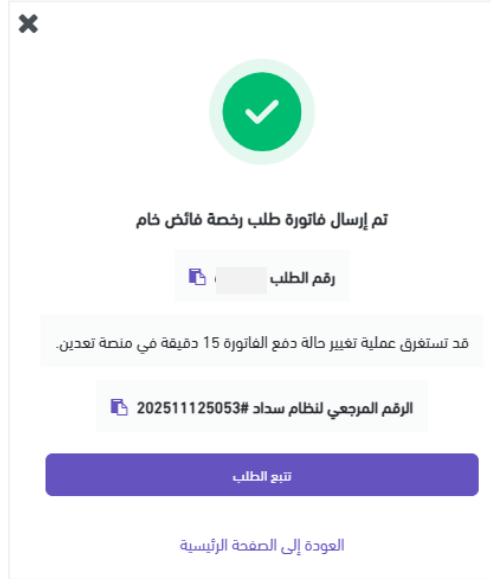 تم إرسال فاتورة طلب رخصة فائض خام
رقم الطلب
قد تستغرق عملية تغيير حالة دفع الفاتورة 15 دقيقة في منصة تعدين.
الرقم المرجعي لنظام سداد #202511125053
تتبع الطلب
العودة إلى الصفحة الرئيسية